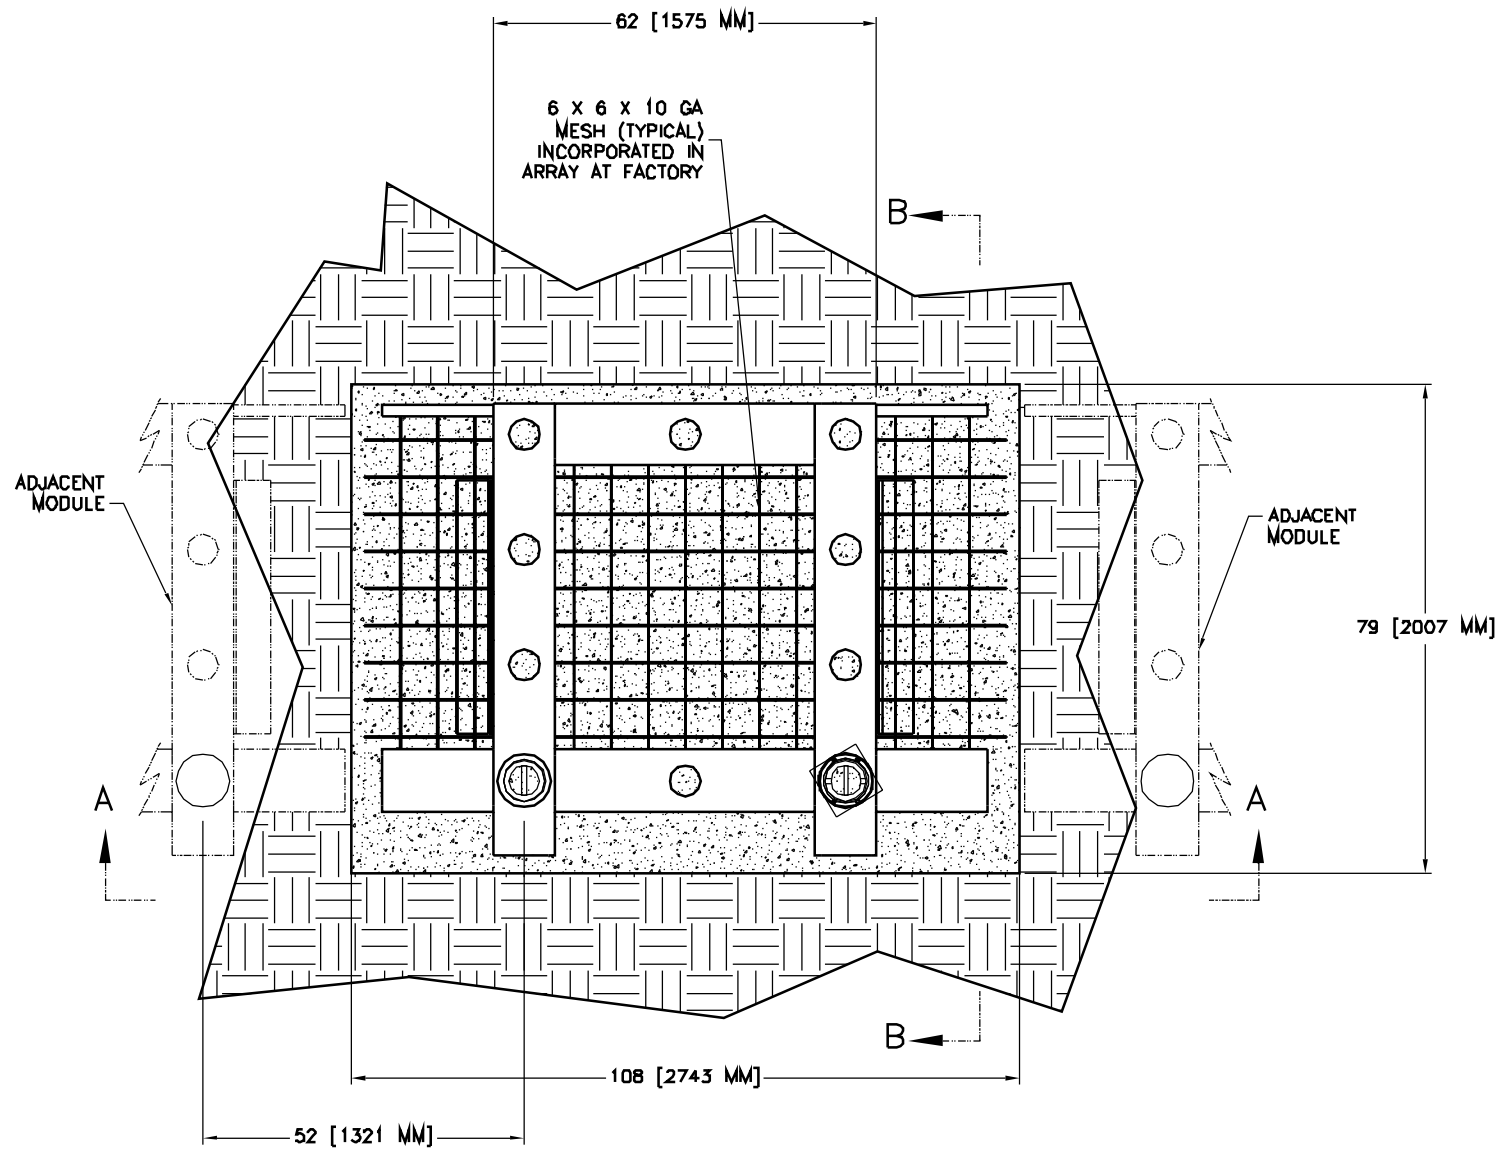 62 [1575 MM]
6 X 6 X 10 GA
MESH (TYPICAL)
INCORPORATED IN
ARRAY AT FACTORY
B
ADJACENT
MODULE
ADJACENT
MODULE
79 [2007 MM]
A
A
B
108 [2743 MM]
52 [1321 MM]